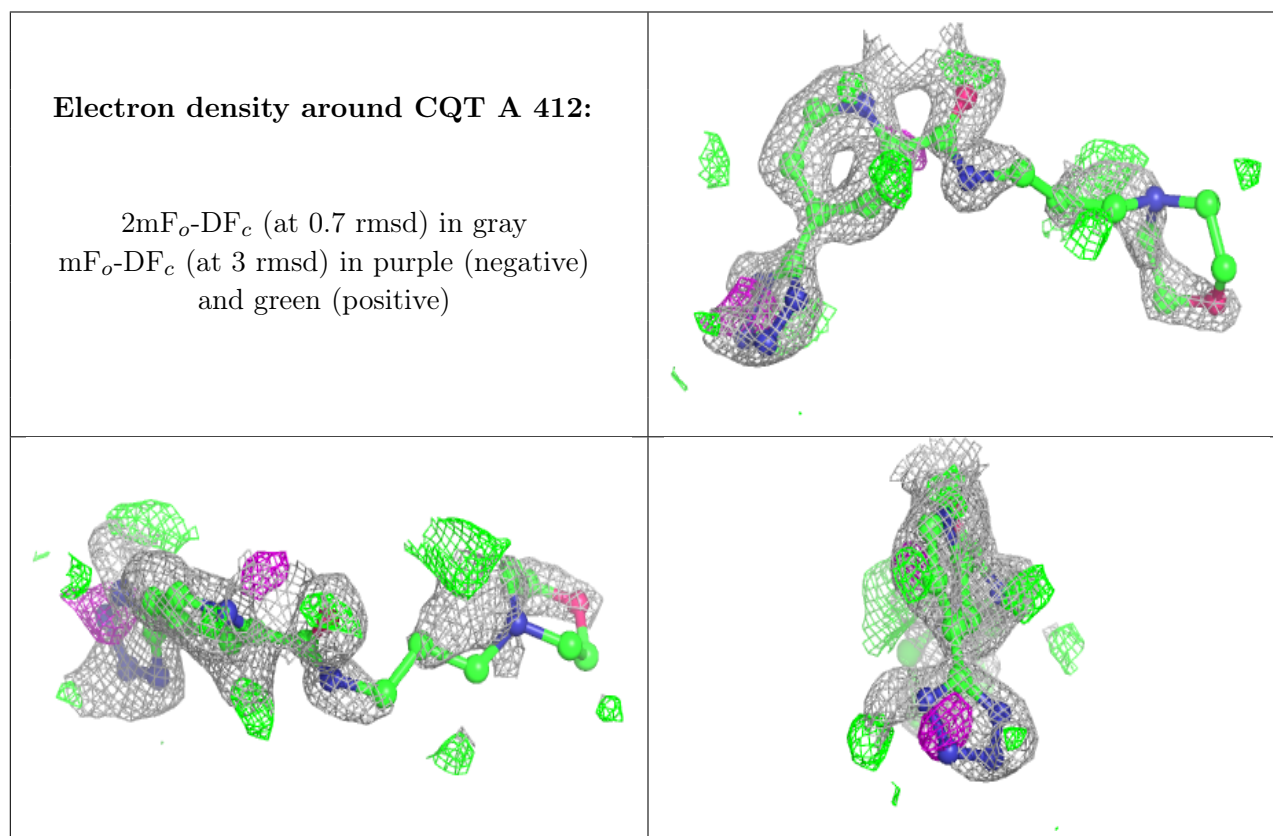 Electron density around CQT A 412:
2mFo-DFc (at 0.7 rmsd) in gray
mFo-DFc (at 3 rmsd) in purple (negative)
and green (positive)